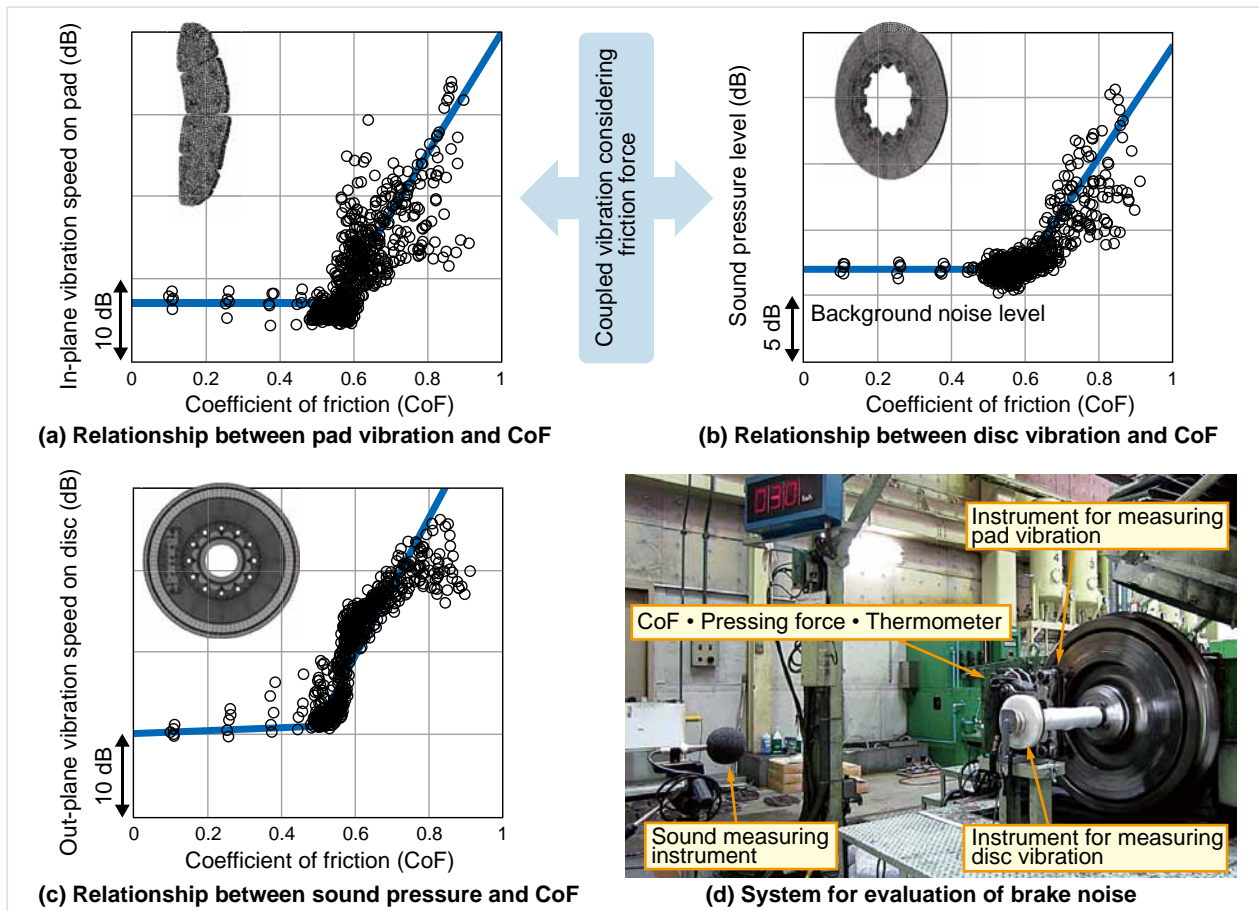 In-plane vibration speed on pad (dB)
10 dB
0 0.2 0.4 0.6 0.8 1
Coefficient of friction (CoF)
(a) Relationship between pad vibration and CoF
Coupled vibration considering
friction force
Sound pressure level (dB)
5 dB
Background noise level
0 0.2 0.4 0.6 0.8 1
Coefficient of friction (CoF)
(b) Relationship between disc vibration and CoF
Out-plane vibration speed on disc (dB)
10 dB
0 0.2 0.4 0.6 0.8 1
Coefficient of friction (CoF)
(c) Relationship between sound pressure and CoF
030 km/h
Instrument for measuring
pad vibration
CoF • Pressing force • Thermometer
Sound measuring
instrument
Instrument for measuring
disc vibration
(d) System for evaluation of brake noise